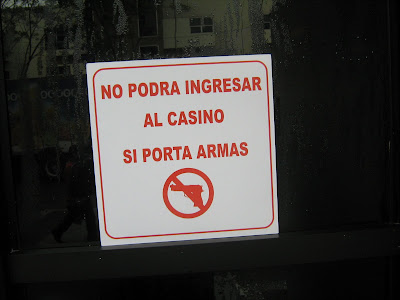 NO PODRA INGRESAR
AL CASINO
SI PORTA ARMAS